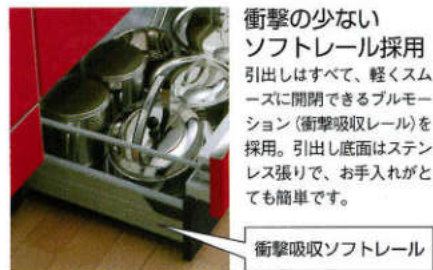 衝撃の少ない
ソフトレール採用
引出しはすべて、軽くスム
ーズに開閉できるブルモー
ション（衝撃吸収レール）を
採用。引出し底面はステン
レス張りで、お手入れがと
ても簡単です。
衝撃吸収ソフトレール